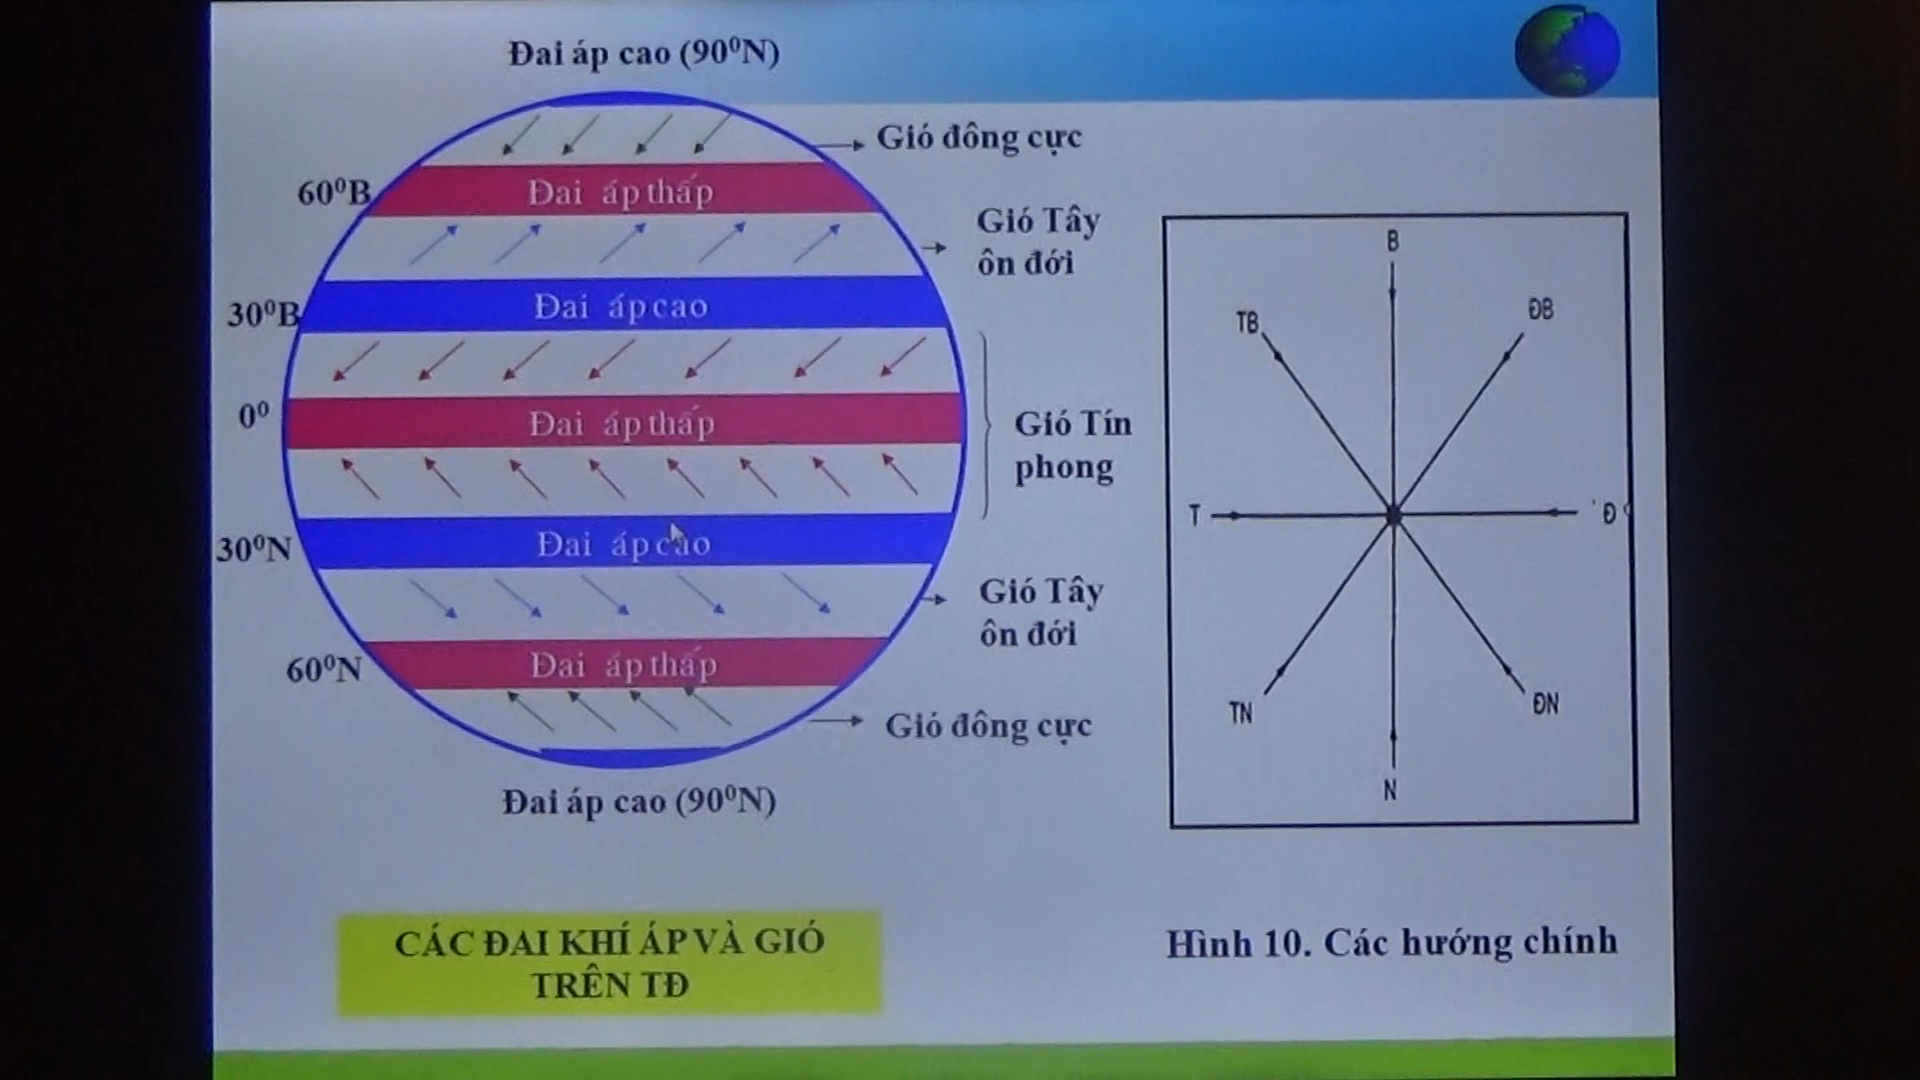 Đai áp cao (90⁰N)
Gió đông cực
60⁰B
Đai áp thấp
Gió Tây
ôn đới
30⁰B
Đai áp cao
0⁰
Đai áp thấp
Gió Tín
phong
30⁰N
Đai áp cao
Gió Tây
ôn đới
60⁰N
Đai áp thấp
Gió đông cực
Đai áp cao (90⁰N)
CÁC ĐAI KHÍ ÁP VÀ GIÓ
TRÊN TĐ
B
TB
ĐB
T
Đ
TN
ĐN
N
Hình 10. Các hướng chính